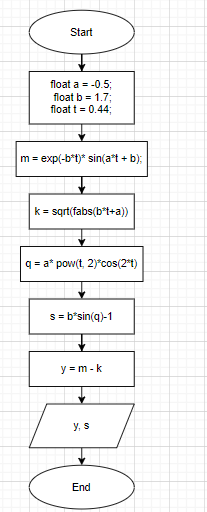 Start
float a = -0.5;
float b = 1.7;
float t = 0.44;
m = exp(-b*t)* sin(a*t + b);
k = sqrt(fabs(b*t+a))
q = a* pow(t, 2)*cos(2*t)
s = b*sin(q)-1
y = m - k
y, s
End